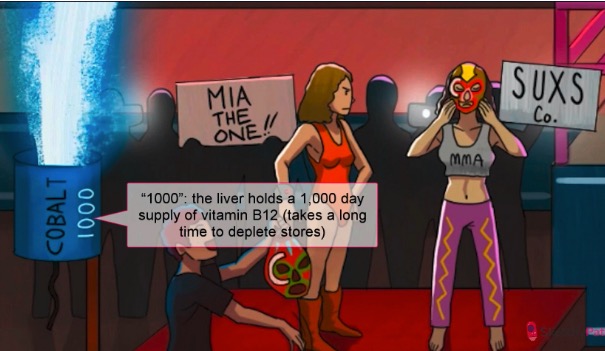 MIA
THE
ONE!!
SUXS
Co.
MMA
COBALT
1000
“1000”: the liver holds a 1,000 day
supply of vitamin B12 (takes a long
time to deplete stores)